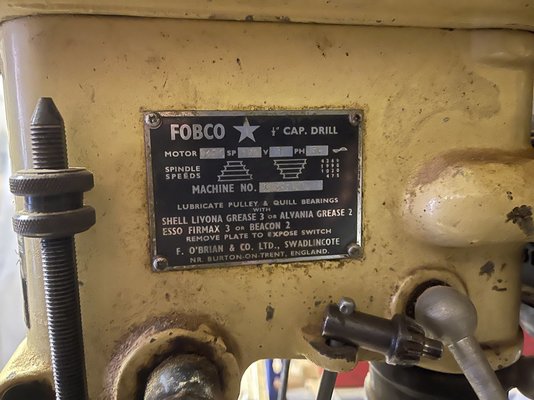 FOBCO ½" CAP. DRILL
MOTOR SP V PH
SPINDLE SPEEDS
MACHINE NO.
LUBRICATE PULLEY & QUILL BEARINGS
WITH
SHELL LIVONA GREASE 3 OR ALVANIA GREASE 2
ESSO FIRMAX 3 OR BEACON 2
REMOVE PLATE TO EXPOSE SWITCH
F. O'BRIAN & CO. LTD., SWADLINCOTE
NR. BURTON-ON-TRENT, ENGLAND.